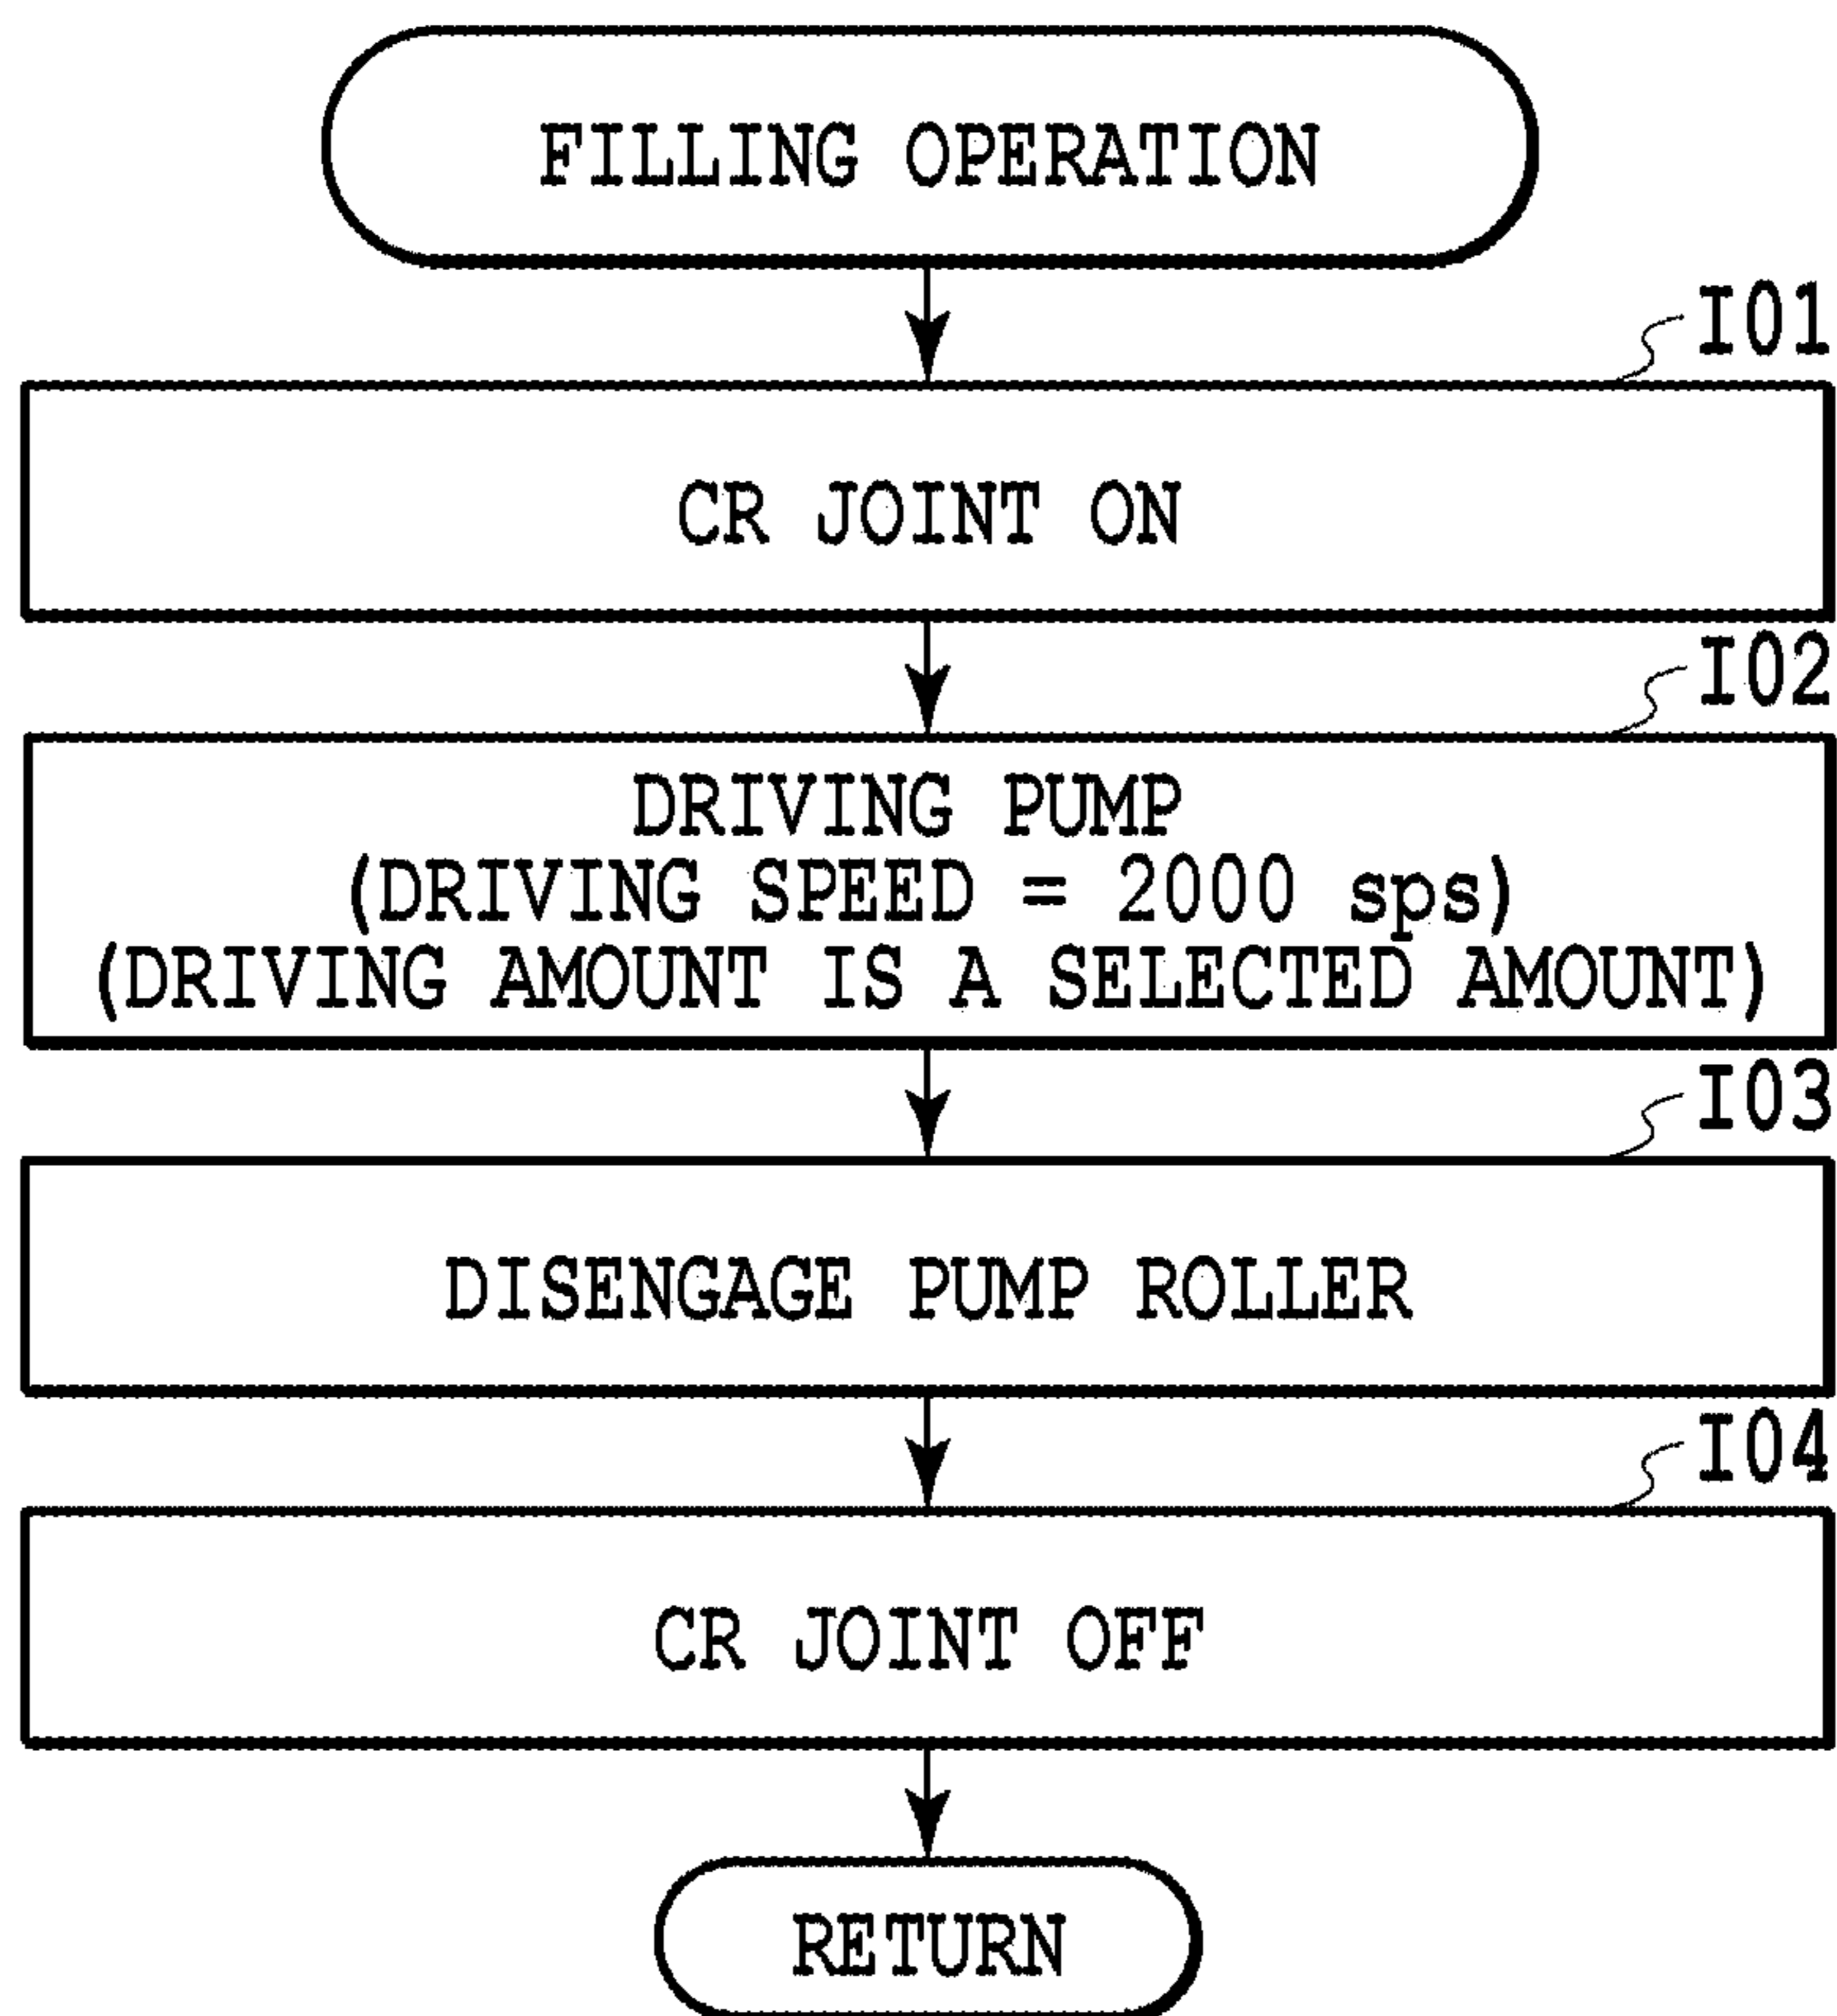 FILLING OPERATION
I01
CR JOINT ON
I02
DRIVING PUMP
(DRIVING SPEED = 2000 sps)
(DRIVING AMOUNT IS A SELECTED AMOUNT)
I03
DISENGAGE PUMP ROLLER
I04
CR JOINT OFF
RETURN